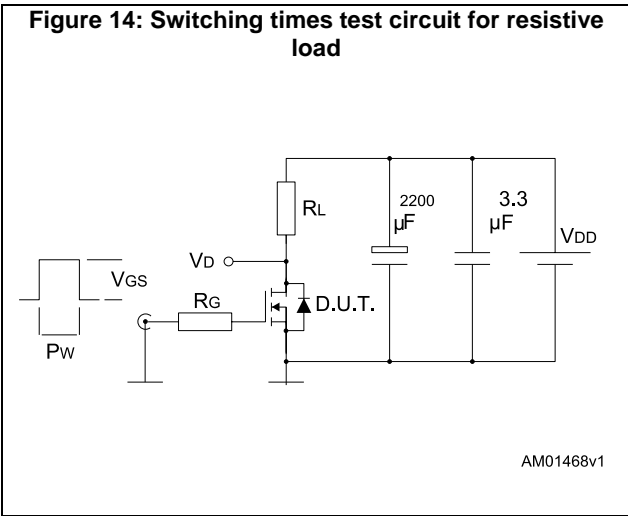 Figure 14: Switching times test circuit for resistive
load
RL
2200
µF
3.3
µF
VDD
VD
VGS
RG
D.U.T.
PW
AM01468v1